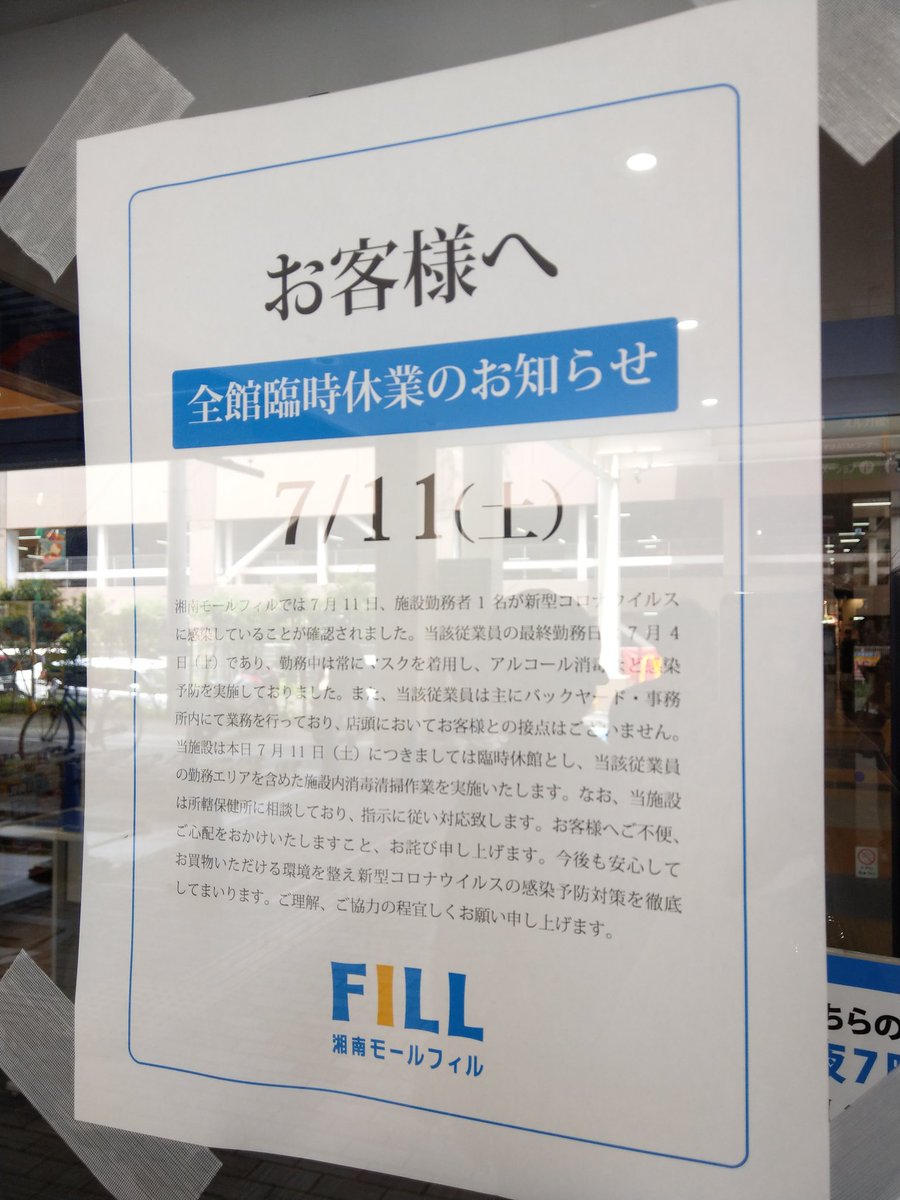 お客様へ
全館臨時休業のお知らせ
7/11(土)
湘南モールフィルでは7月11日、施設勤務者1名が新型コロナウイルス
に感染していることが確認されました。当該従業員の最終勤務日 7月4
日(土)であり、勤務中は常にマスクを着用し、アルコール消毒など感染
予防を実施しておりました。また、当該従業員は主にバックヤード・事務
所内にて業務を行っており、店頭においてお客様との接点はございません。
当施設は本日7月11日(土)につきましては臨時休館とし、当該従業員
の勤務エリアを含めた施設内消毒清掃作業を実施いたします。なお、当施設
は所轄保健所に相談しており、指示に従い対応致します。お客様へご不便、
ご心配をおかけいたしますこと、お詫び申し上げます。今後も安心して
お買物いただける環境を整え新型コロナウイルスの感染予防対策を徹底
してまいります。ご理解、ご協力の程宜しくお願い申し上げます。
FILL
湘南モールフィル
ちらの
夜7時